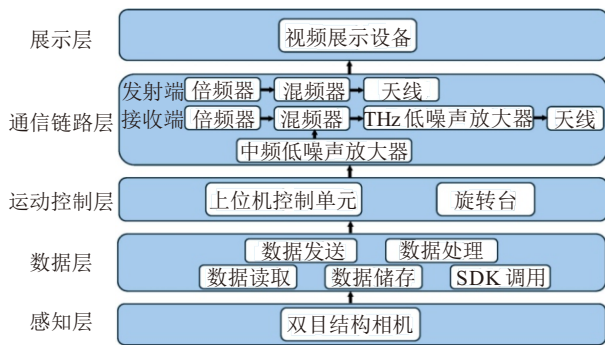 展示层
视频展示设备
发射端 倍频器 混频器 天线
通信链路层
接收端 倍频器 混频器 THz 低噪声放大器 天线
中频低噪声放大器
运动控制层
上位机控制单元 旋转台
数据层
数据发送 数据处理
数据读取 数据储存 SDK 调用
感知层
双目结构相机